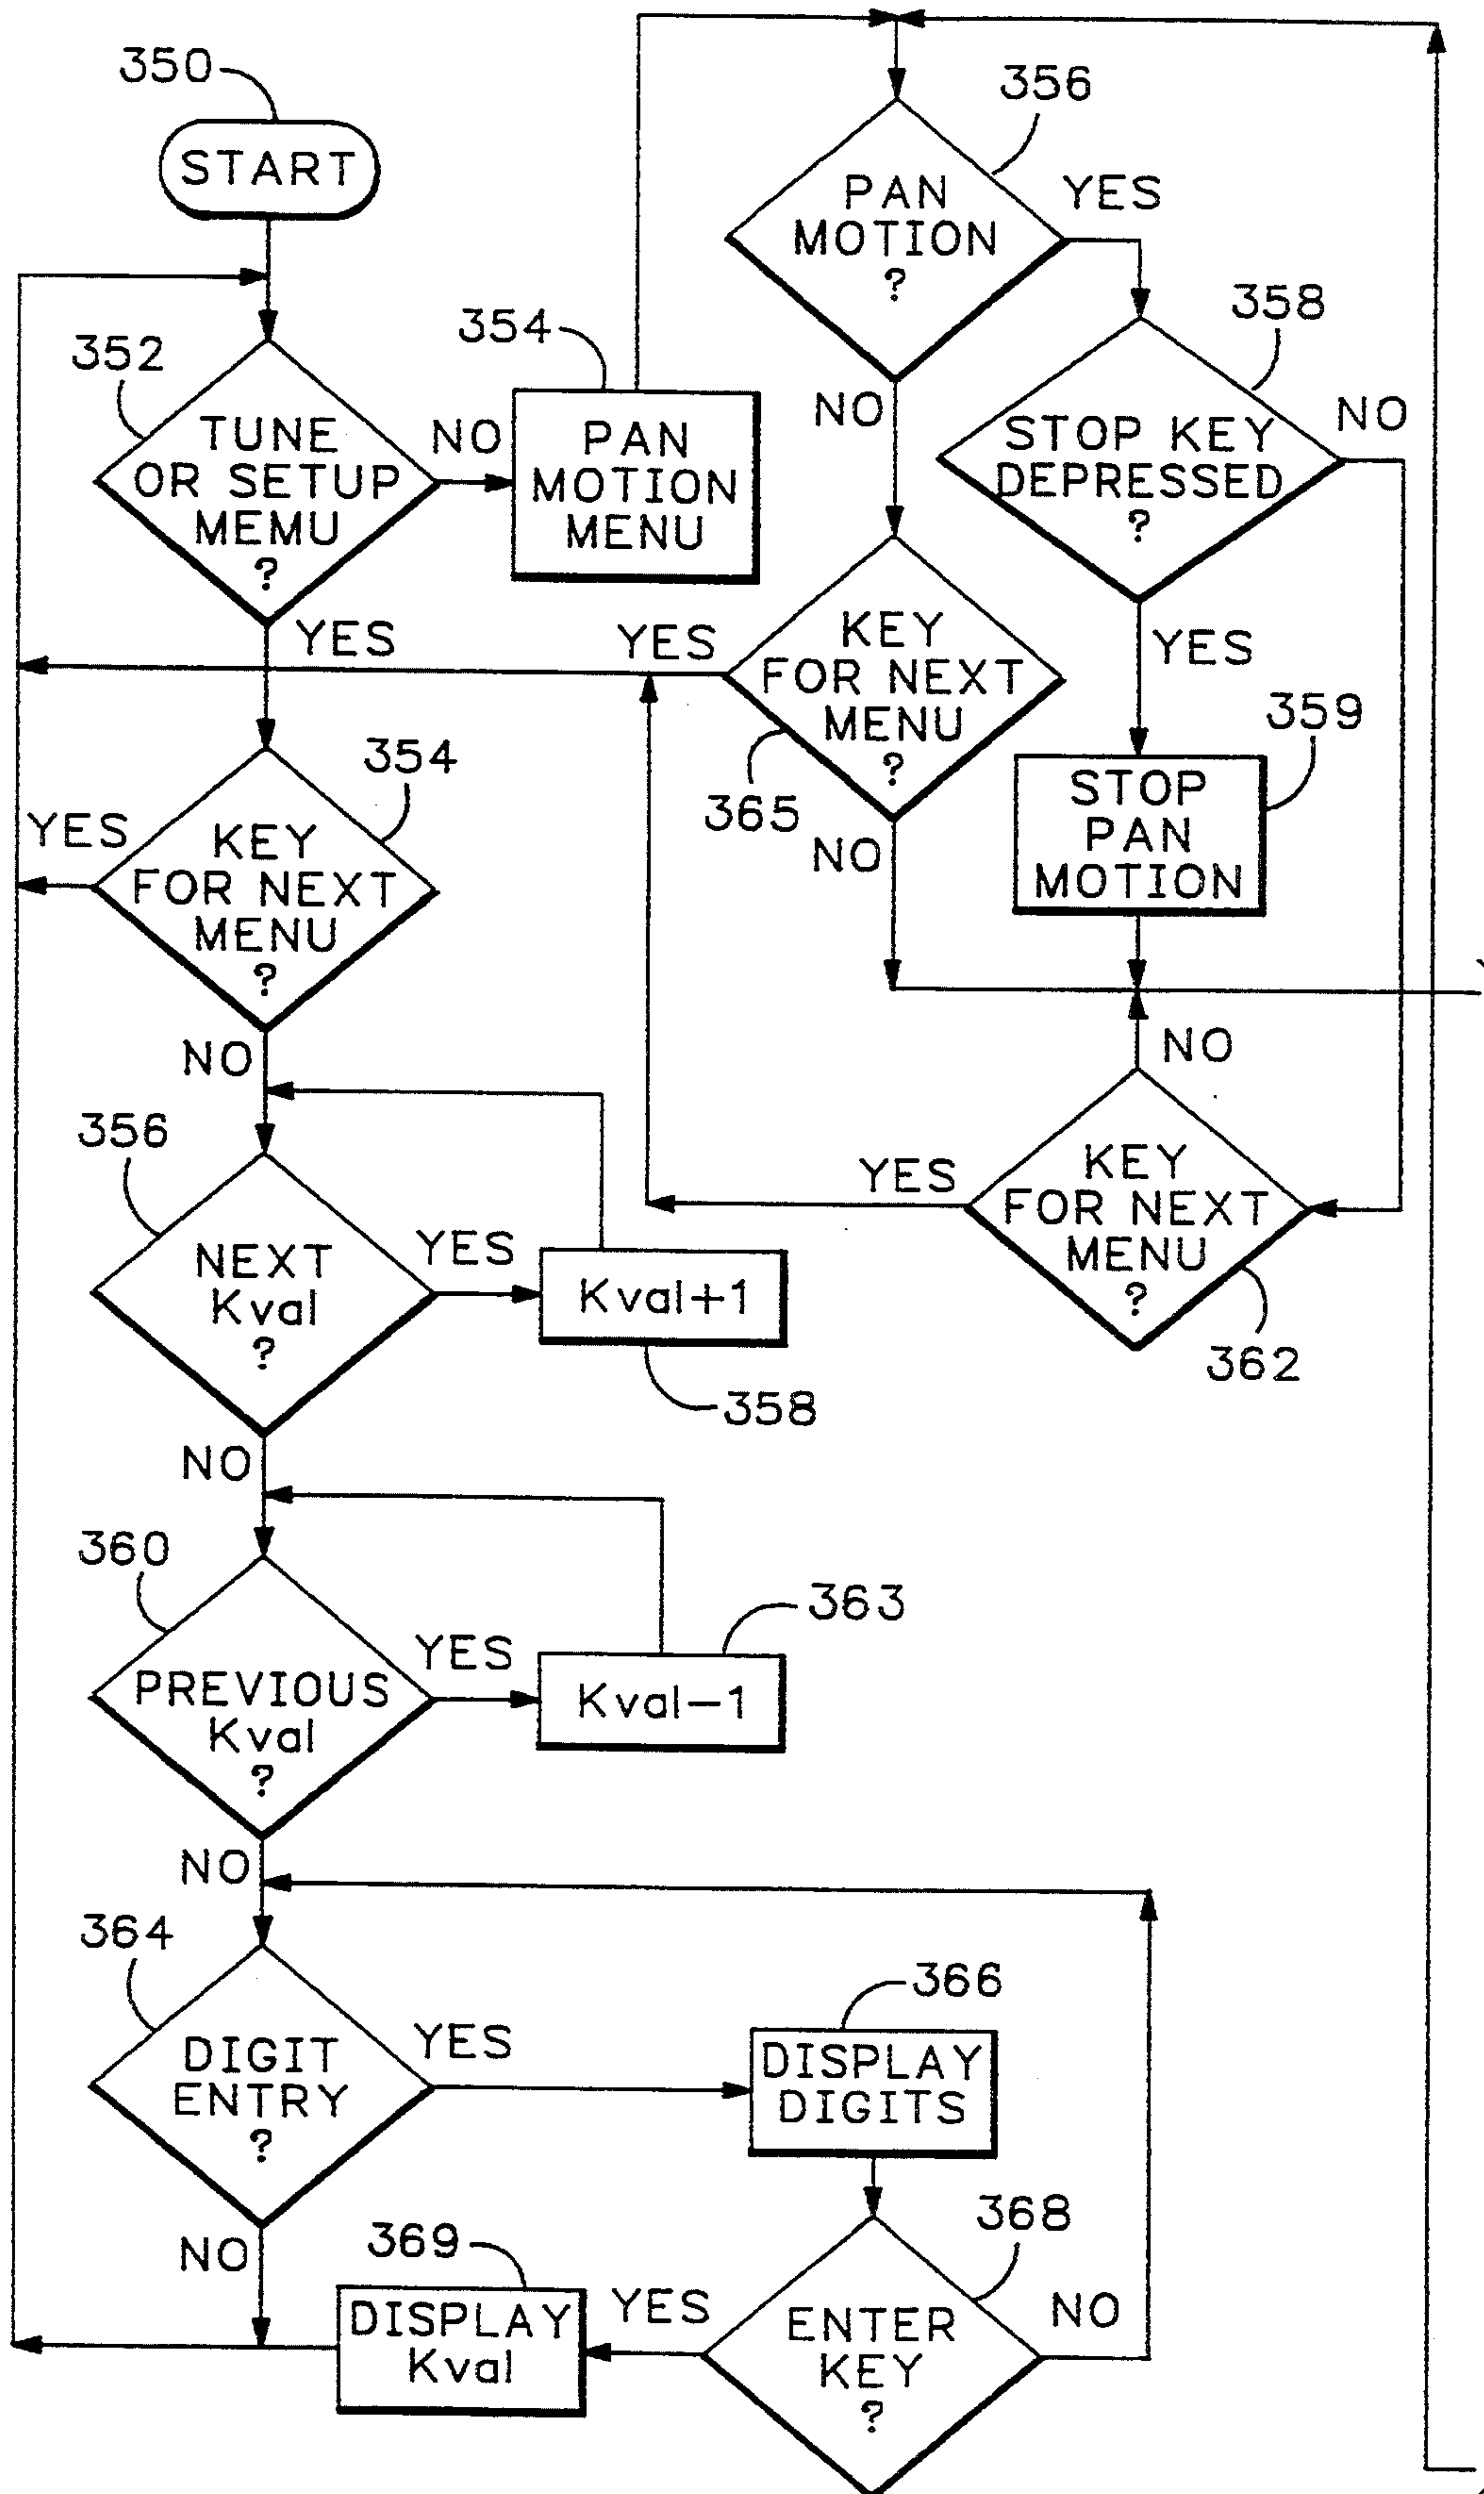 350
START
352
TUNE
OR SETUP
MEMU
?
NO
YES
354
PAN
MOTION
MENU
356
PAN
MOTION
?
YES
NO
358
STOP KEY
DEPRESSED
?
NO
YES
KEY
FOR NEXT
MENU
?
YES
365
NO
359
STOP
PAN
MOTION
354
YES
KEY
FOR NEXT
MENU
?
NO
NO
KEY
FOR NEXT
MENU
?
YES
362
356
NEXT
Kval
?
YES
Kval+1
358
NO
360
PREVIOUS
Kval
?
YES
363
Kval-1
NO
364
DIGIT
ENTRY
?
YES
366
DISPLAY
DIGITS
NO
369
DISPLAY
Kval
YES
368
ENTER
KEY
?
NO